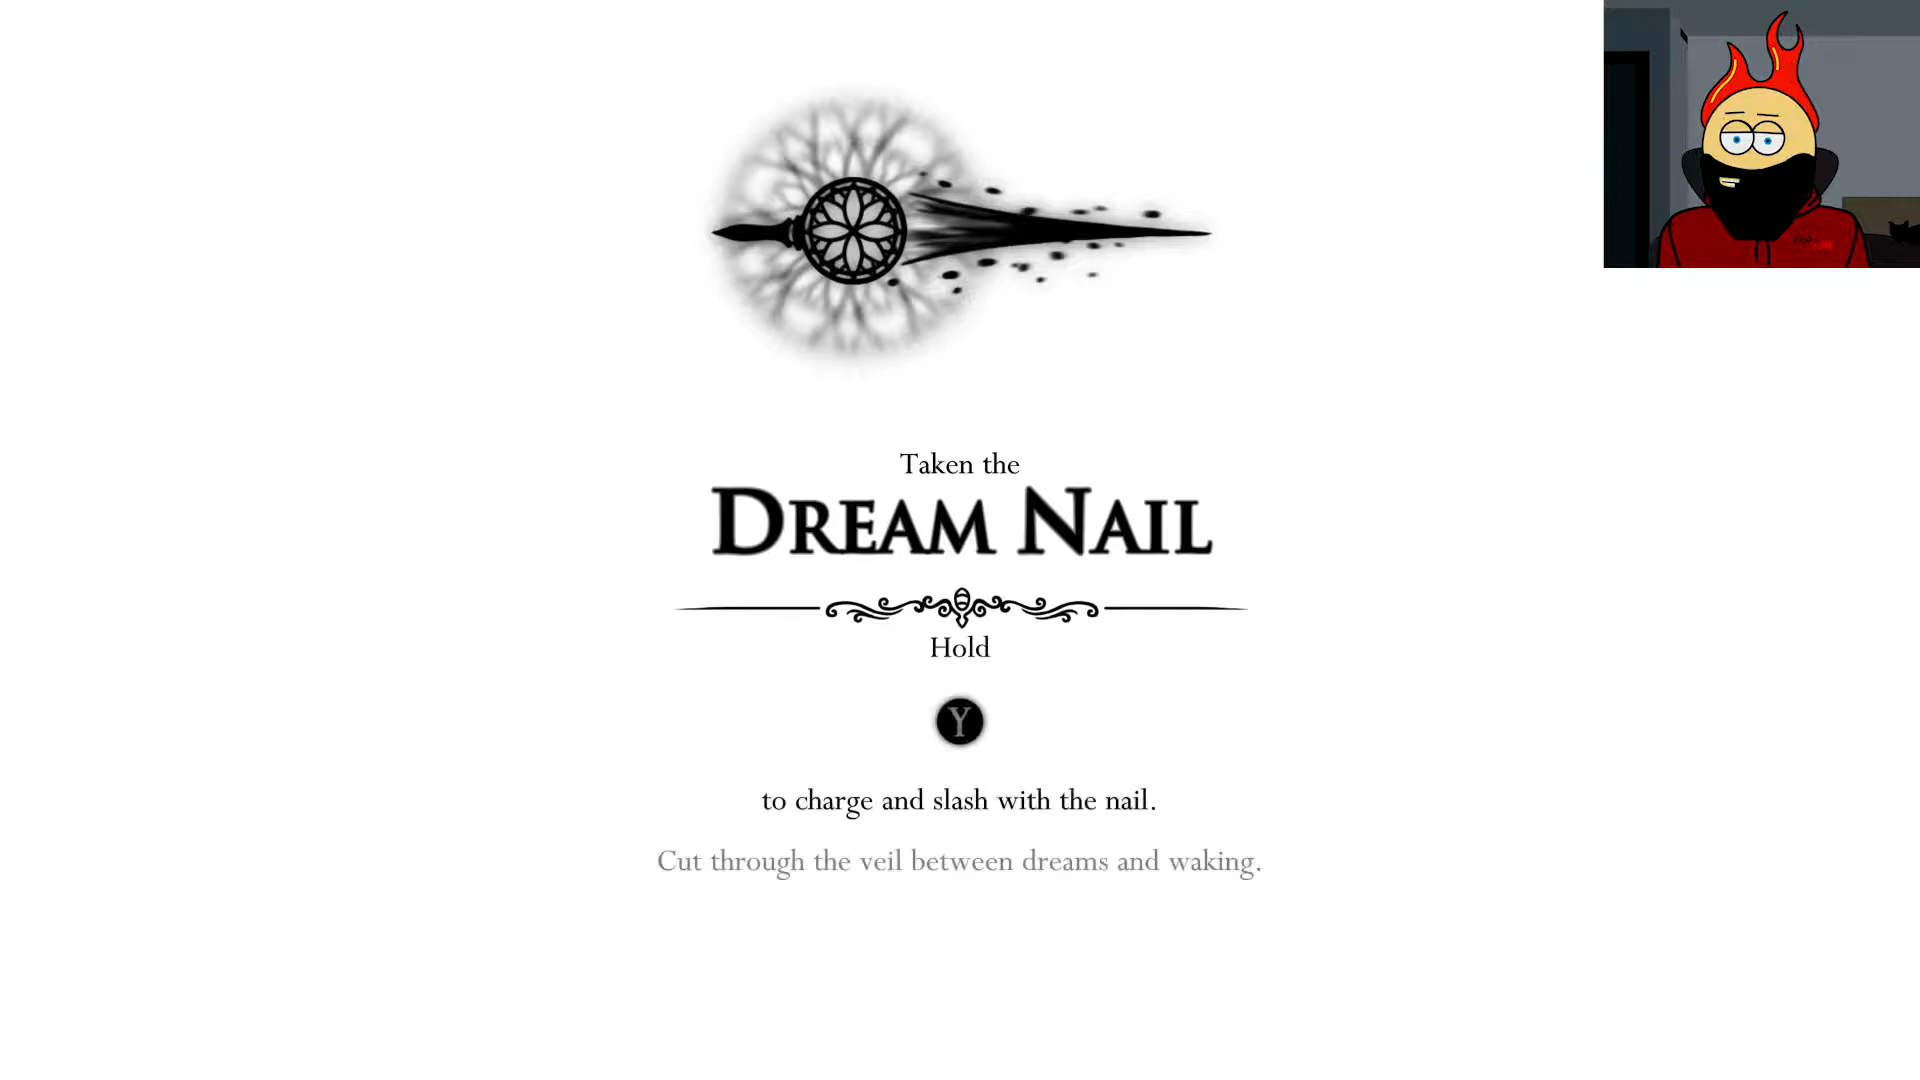 Taken the
DREAM NAIL
Hold
Y
to charge and slash with the nail.
Cut through the veil between dreams and waking.